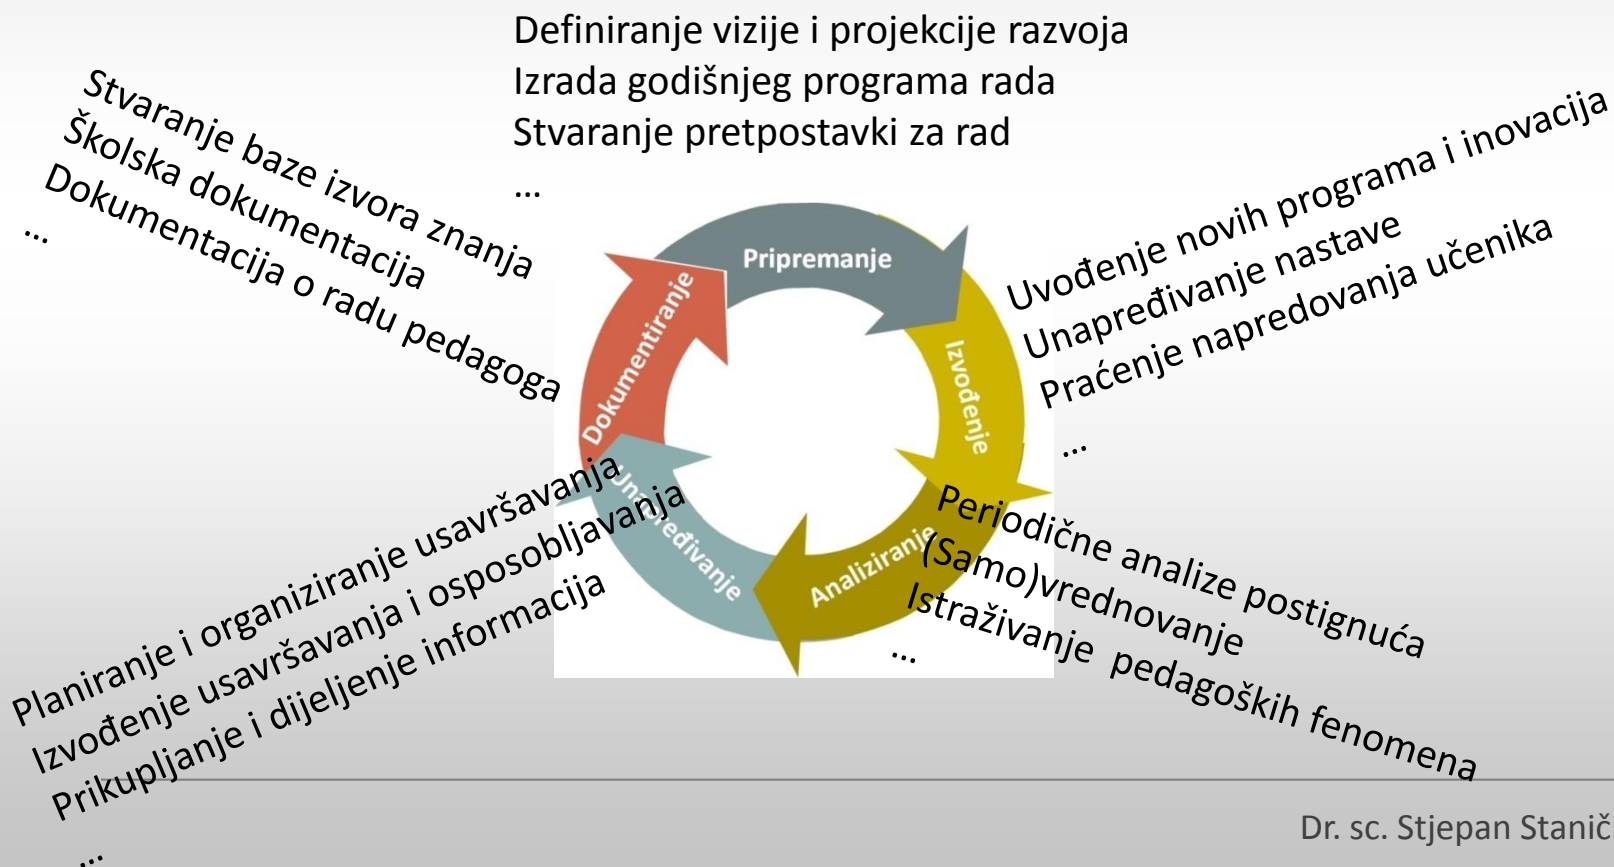 Definiranje vizije i projekcije razvoja
Izrada godišnjeg programa rada
Stvaranje pretpostavki za rad
...
Stvaranje baze izvora znanja
Školska dokumentacija
Dokumentacija o radu pedagoga
...
Uvođenje novih programa i inovacija
Unapređivanje nastave
Praćenje napredovanja učenika
...
Pripremanje
Izvođenje
Analiziranje
Unapređivanje
Dokumentiranje
Periodične analize postignuća
(Samo)vrednovanje
Istraživanje pedagoških fenomena
...
Planiranje i organiziranje usavršavanja
Izvođenje usavršavanja i osposobljavanja
Prikupljanje i dijeljenje informacija
...
Dr. sc. Stjepan Stanič